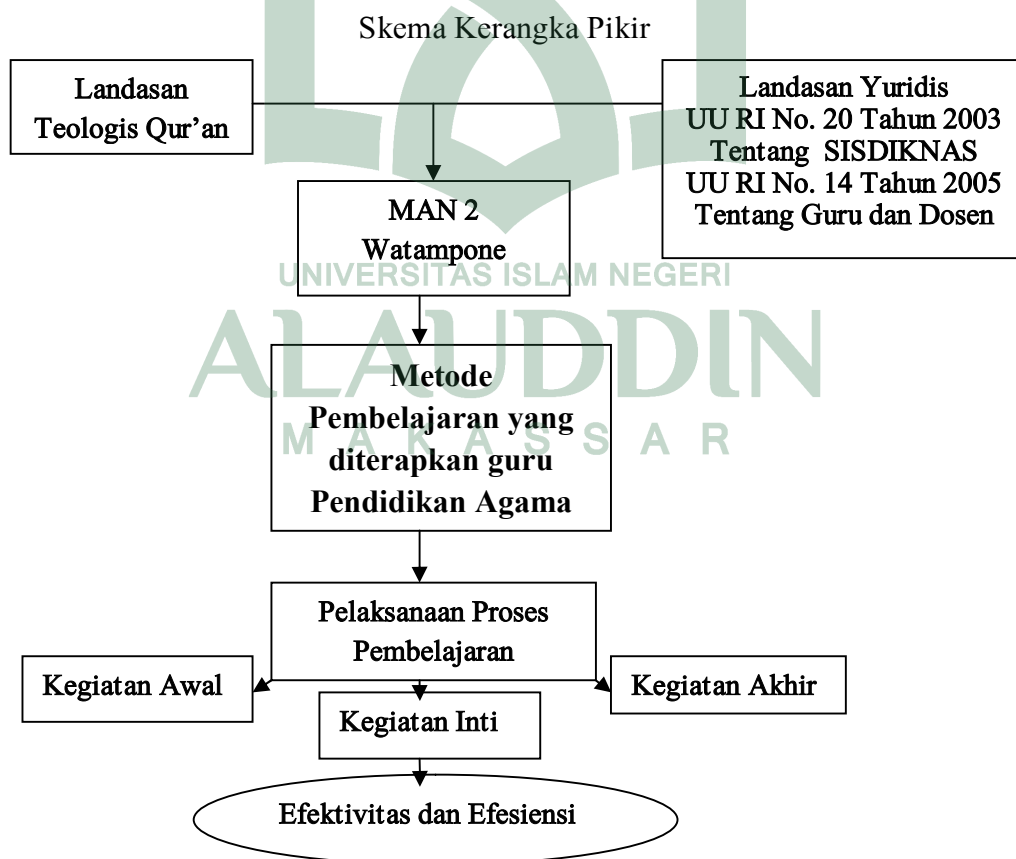 Skema Kerangka Pikir
Landasan
Teologis Qur’an
Landasan Yuridis
UU RI No. 20 Tahun 2003
Tentang  SISDIKNAS
UU RI No. 14 Tahun 2005
Tentang Guru dan Dosen
MAN 2
Watampone
UNIVERSITAS ISLAM NEGERI
ALAUDDIN
MAKASSAR
Metode
Pembelajaran yang
diterapkan guru
Pendidikan Agama
Pelaksanaan Proses
Pembelajaran
Kegiatan Awal
Kegiatan Inti
Kegiatan Akhir
Efektivitas dan Efesiensi